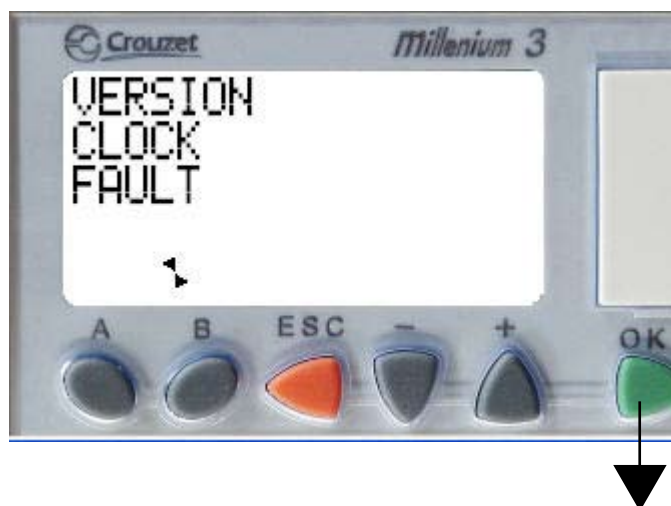 Crouzet Millenium 3
VERSION
CLOCK
FAULT
A B ESC - + OK